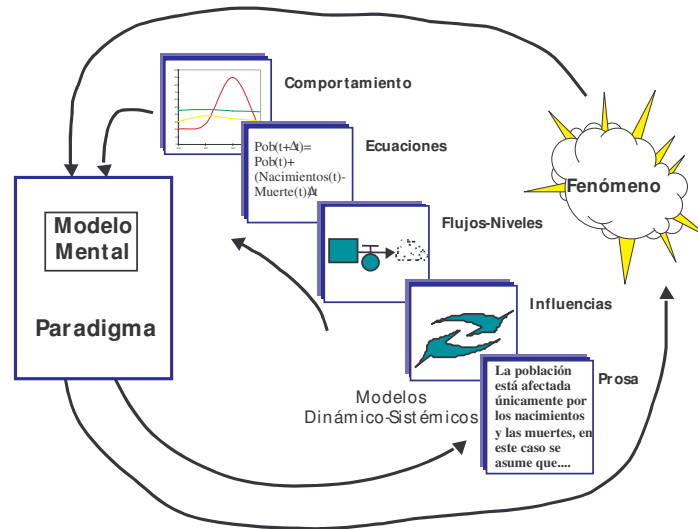 Comportamiento
Ecuaciones
Pob(t+Δt)=
Pob(t)+
(Nacimientos(t)-
Muerte(t))Δt
Fenómeno
Flujos-Niveles
Modelo
Mental
Paradigma
Influencias
Prosa
La población
está afectada
únicamente por
los nacimientos
y las muertes, en
este caso se
asume que....
Modelos
Dinámico-Sistémicos